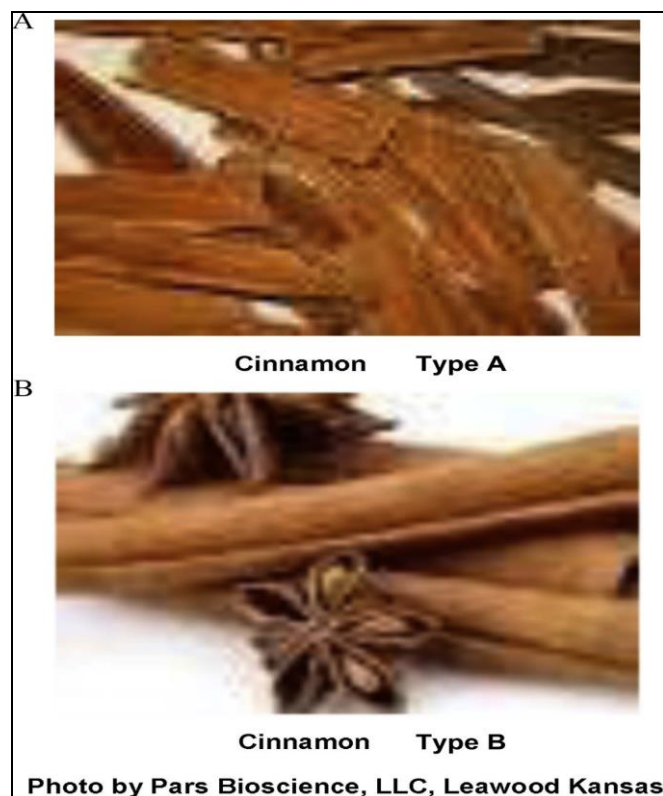 A
Cinnamon Type A
B
Cinnamon Type B
Photo by Pars Bioscience, LLC, Leawood Kansas